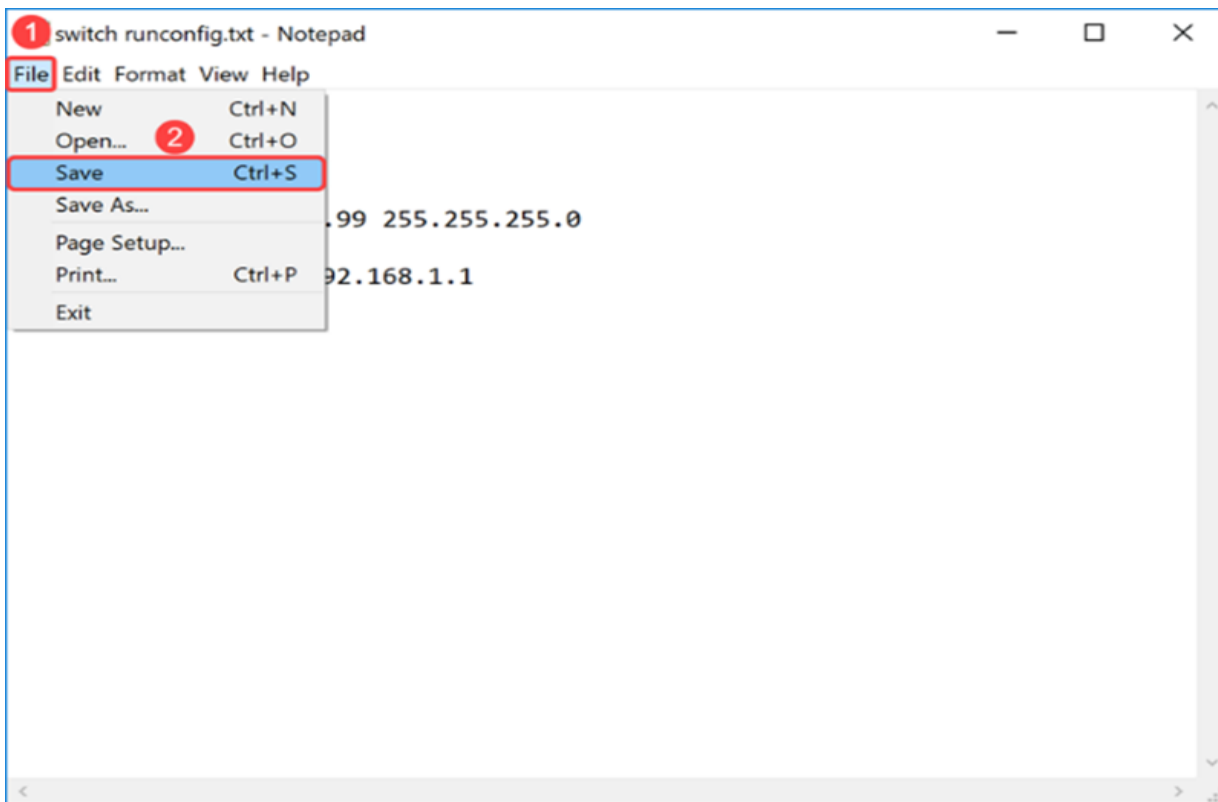 1 switch runconfig.txt - Notepad
File Edit Format View Help
New Ctrl+N
Open... 2 Ctrl+O
Save Ctrl+S
Save As...
.99 255.255.255.0
Page Setup...
Print... Ctrl+P 92.168.1.1
Exit